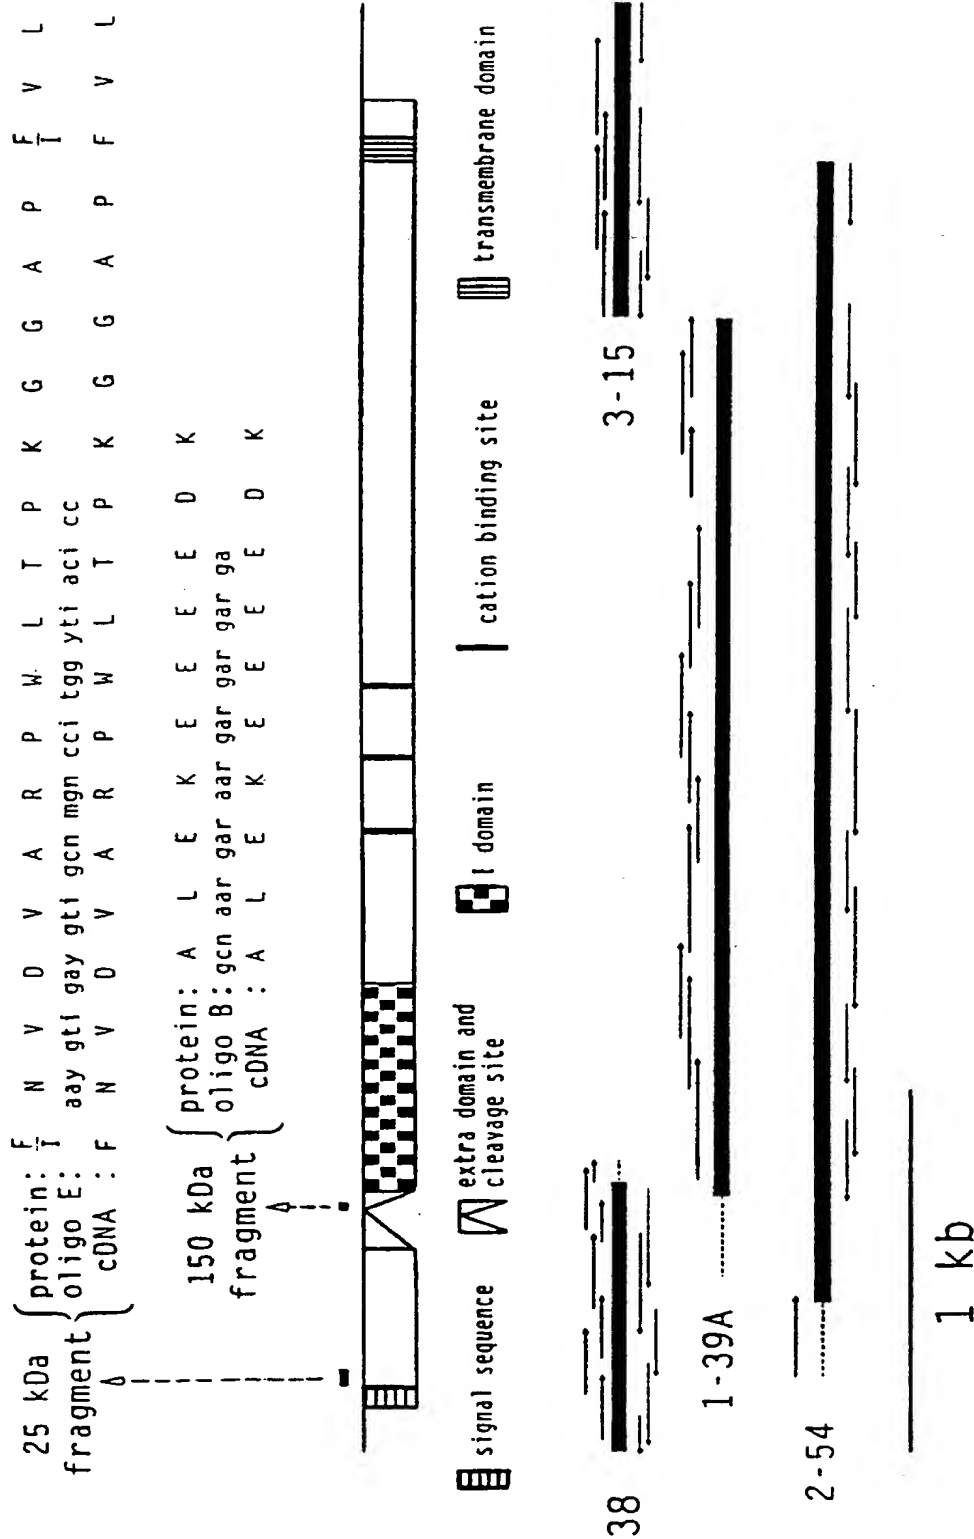 25 kDa fragment
protein: F/I N V D V A R P W L T P K G G A P F/I V L
oligo E: aay gti gay gti gcn mgn cci tgg yti aci cc
cDNA : F N V D V A R P W L T P K G G A P F V L
150 kDa fragment
protein: A L E K E E E D K
oligo B: gcn aar gar aar gar gar gar ga
cDNA : A L E K E E E E D K
signal sequence
extra domain and
cleavage site
I domain
cation binding site
transmembrane domain
38
3-15
1-39A
2-54
1 kb